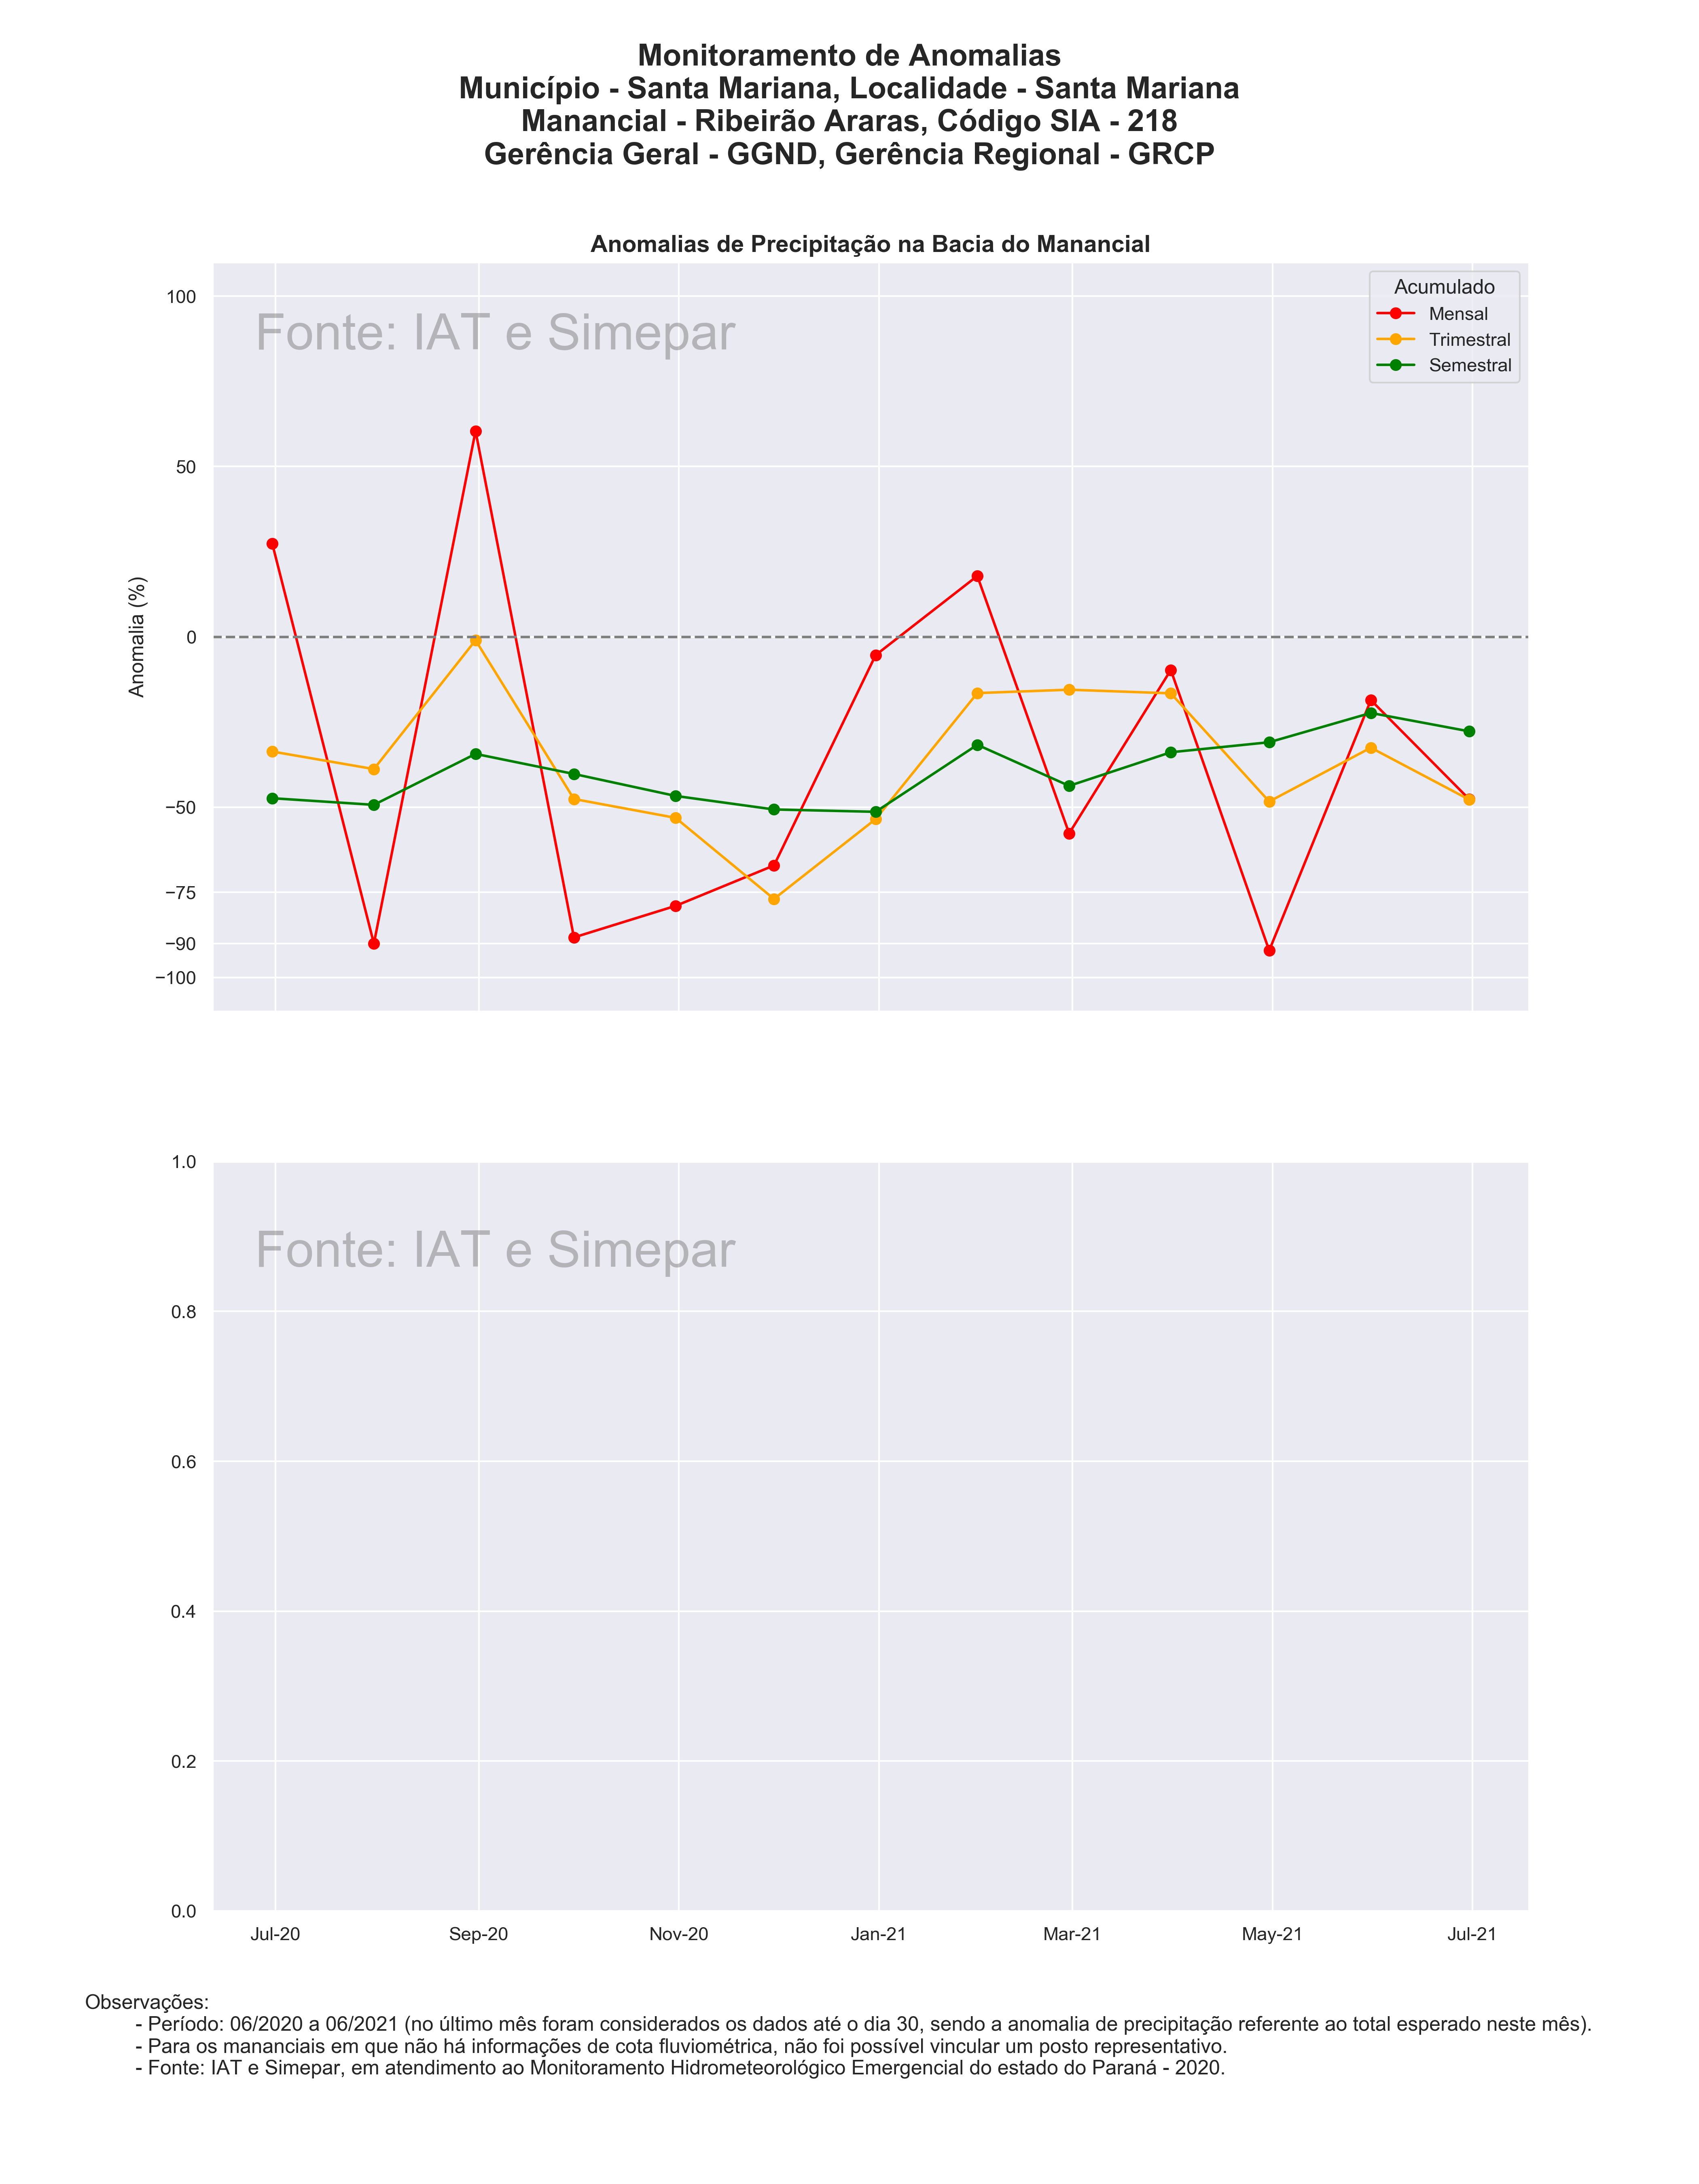 Monitoramento de Anomalias
Município - Santa Mariana, Localidade - Santa Mariana
Manancial - Ribeirão Araras, Código SIA - 218
Gerência Geral - GGND, Gerência Regional - GRCP
Anomalias de Precipitação na Bacia do Manancial
Fonte: IAT e Simepar
Acumulado
Mensal
Trimestral
Semestral
Anomalia (%)
100
50
0
−50
−75
−90
−100
Fonte: IAT e Simepar
1.0
0.8
0.6
0.4
0.2
0.0
Jul-20 Sep-20 Nov-20 Jan-21 Mar-21 May-21 Jul-21
Observações:
- Período: 06/2020 a 06/2021 (no último mês foram considerados os dados até o dia 30, sendo a anomalia de precipitação referente ao total esperado neste mês).
- Para os mananciais em que não há informações de cota fluviométrica, não foi possível vincular um posto representativo.
- Fonte: IAT e Simepar, em atendimento ao Monitoramento Hidrometeorológico Emergencial do estado do Paraná - 2020.